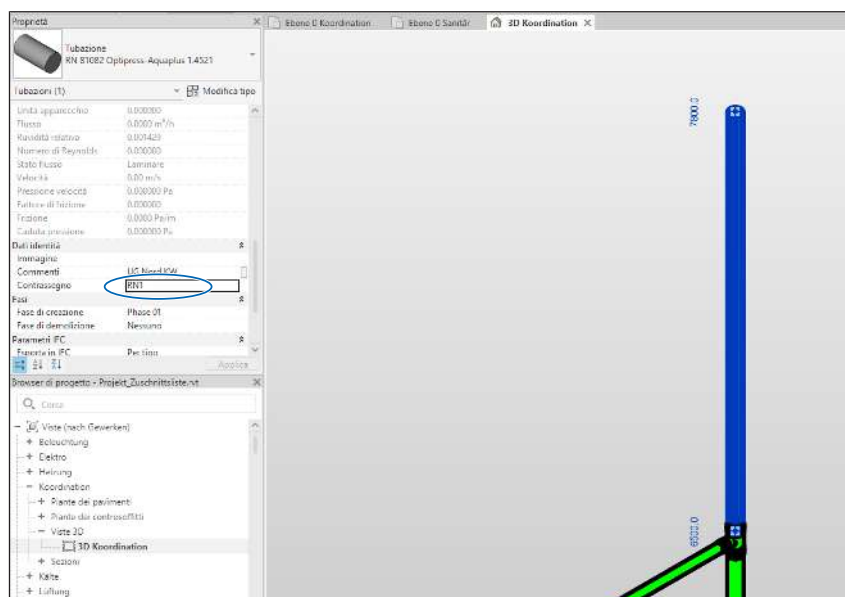 Proprietà
Ebene 0 Koordination
Ebene 0 Sanitär
3D Koordination
Tubazione
RN 81082 Optipress-Aquaplus 1.4521
Tubazioni (1)
Modifica tipo
Unità apparecchio 0.000000
Flusso 0.0000 m³/h
Ruvidità relativa 0.001429
Numero di Reynolds 0.000000
Stato flusso Laminare
Velocità 0.00 m/s
Pressione velocità 0.000000 Pa
Fattore di frizione 0.000000
Frizione 0.0000 Pa/m
Caduta pressione 0.000000 Pa
Dati identità
Immagine
Commenti UG Nord KW
Contrassegno RN1
Fasi
Fase di creazione Phase 01
Fase di demolizione Nessuno
Parametri IFC
Esporta in IFC Per tipo
Applica
Browser di progetto - Projekt_Zuschnittsliste.rvt
Cerca
Viste (nach Gewerken)
Beleuchtung
Elektro
Heizung
Koordination
Piante dei pavimenti
Piante dei controsoffitti
Viste 3D
3D Koordination
Sezioni
Kälte
Lüftung
7800.0
6500.0